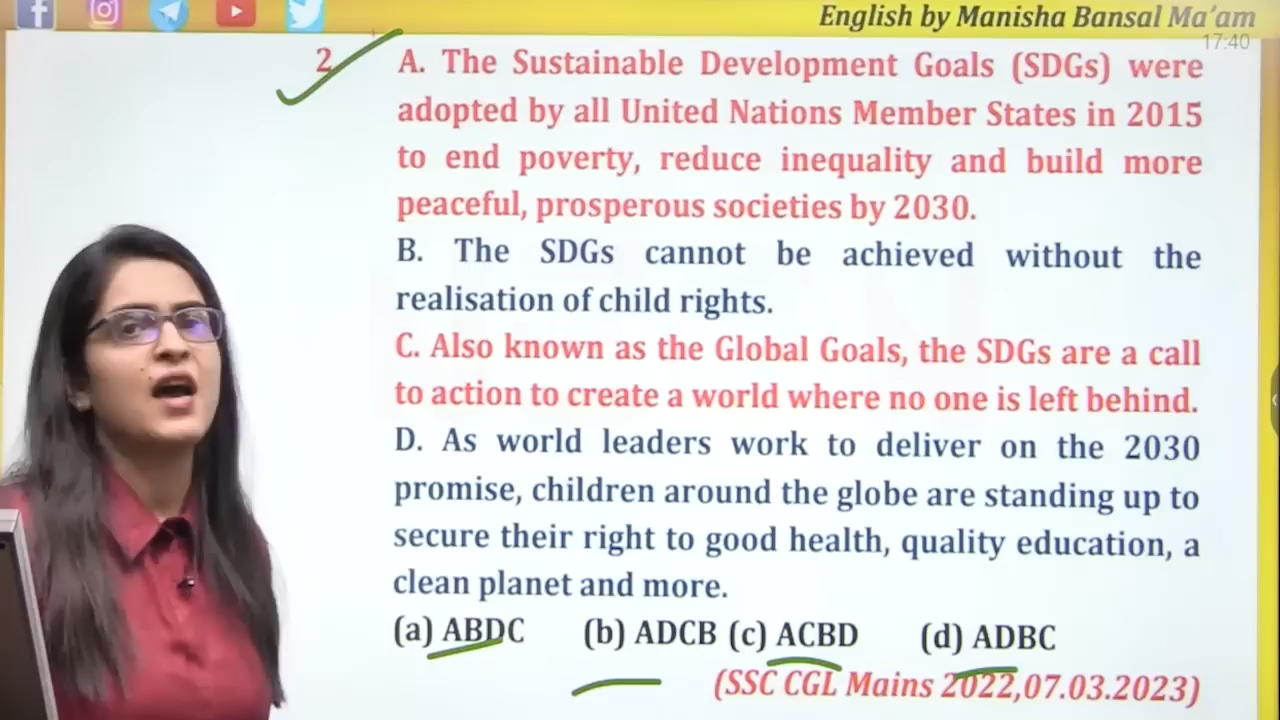 English by Manisha Bansal Ma'am
17:40
2 A. The Sustainable Development Goals (SDGs) were
adopted by all United Nations Member States in 2015
to end poverty, reduce inequality and build more
peaceful, prosperous societies by 2030.
B. The SDGs cannot be achieved without the
realisation of child rights.
C. Also known as the Global Goals, the SDGs are a call
to action to create a world where no one is left behind.
D. As world leaders work to deliver on the 2030
promise, children around the globe are standing up to
secure their right to good health, quality education, a
clean planet and more.
(a) ABDC (b) ADCB (c) ACBD (d) ADBC
(SSC CGL Mains 2022,07.03.2023)